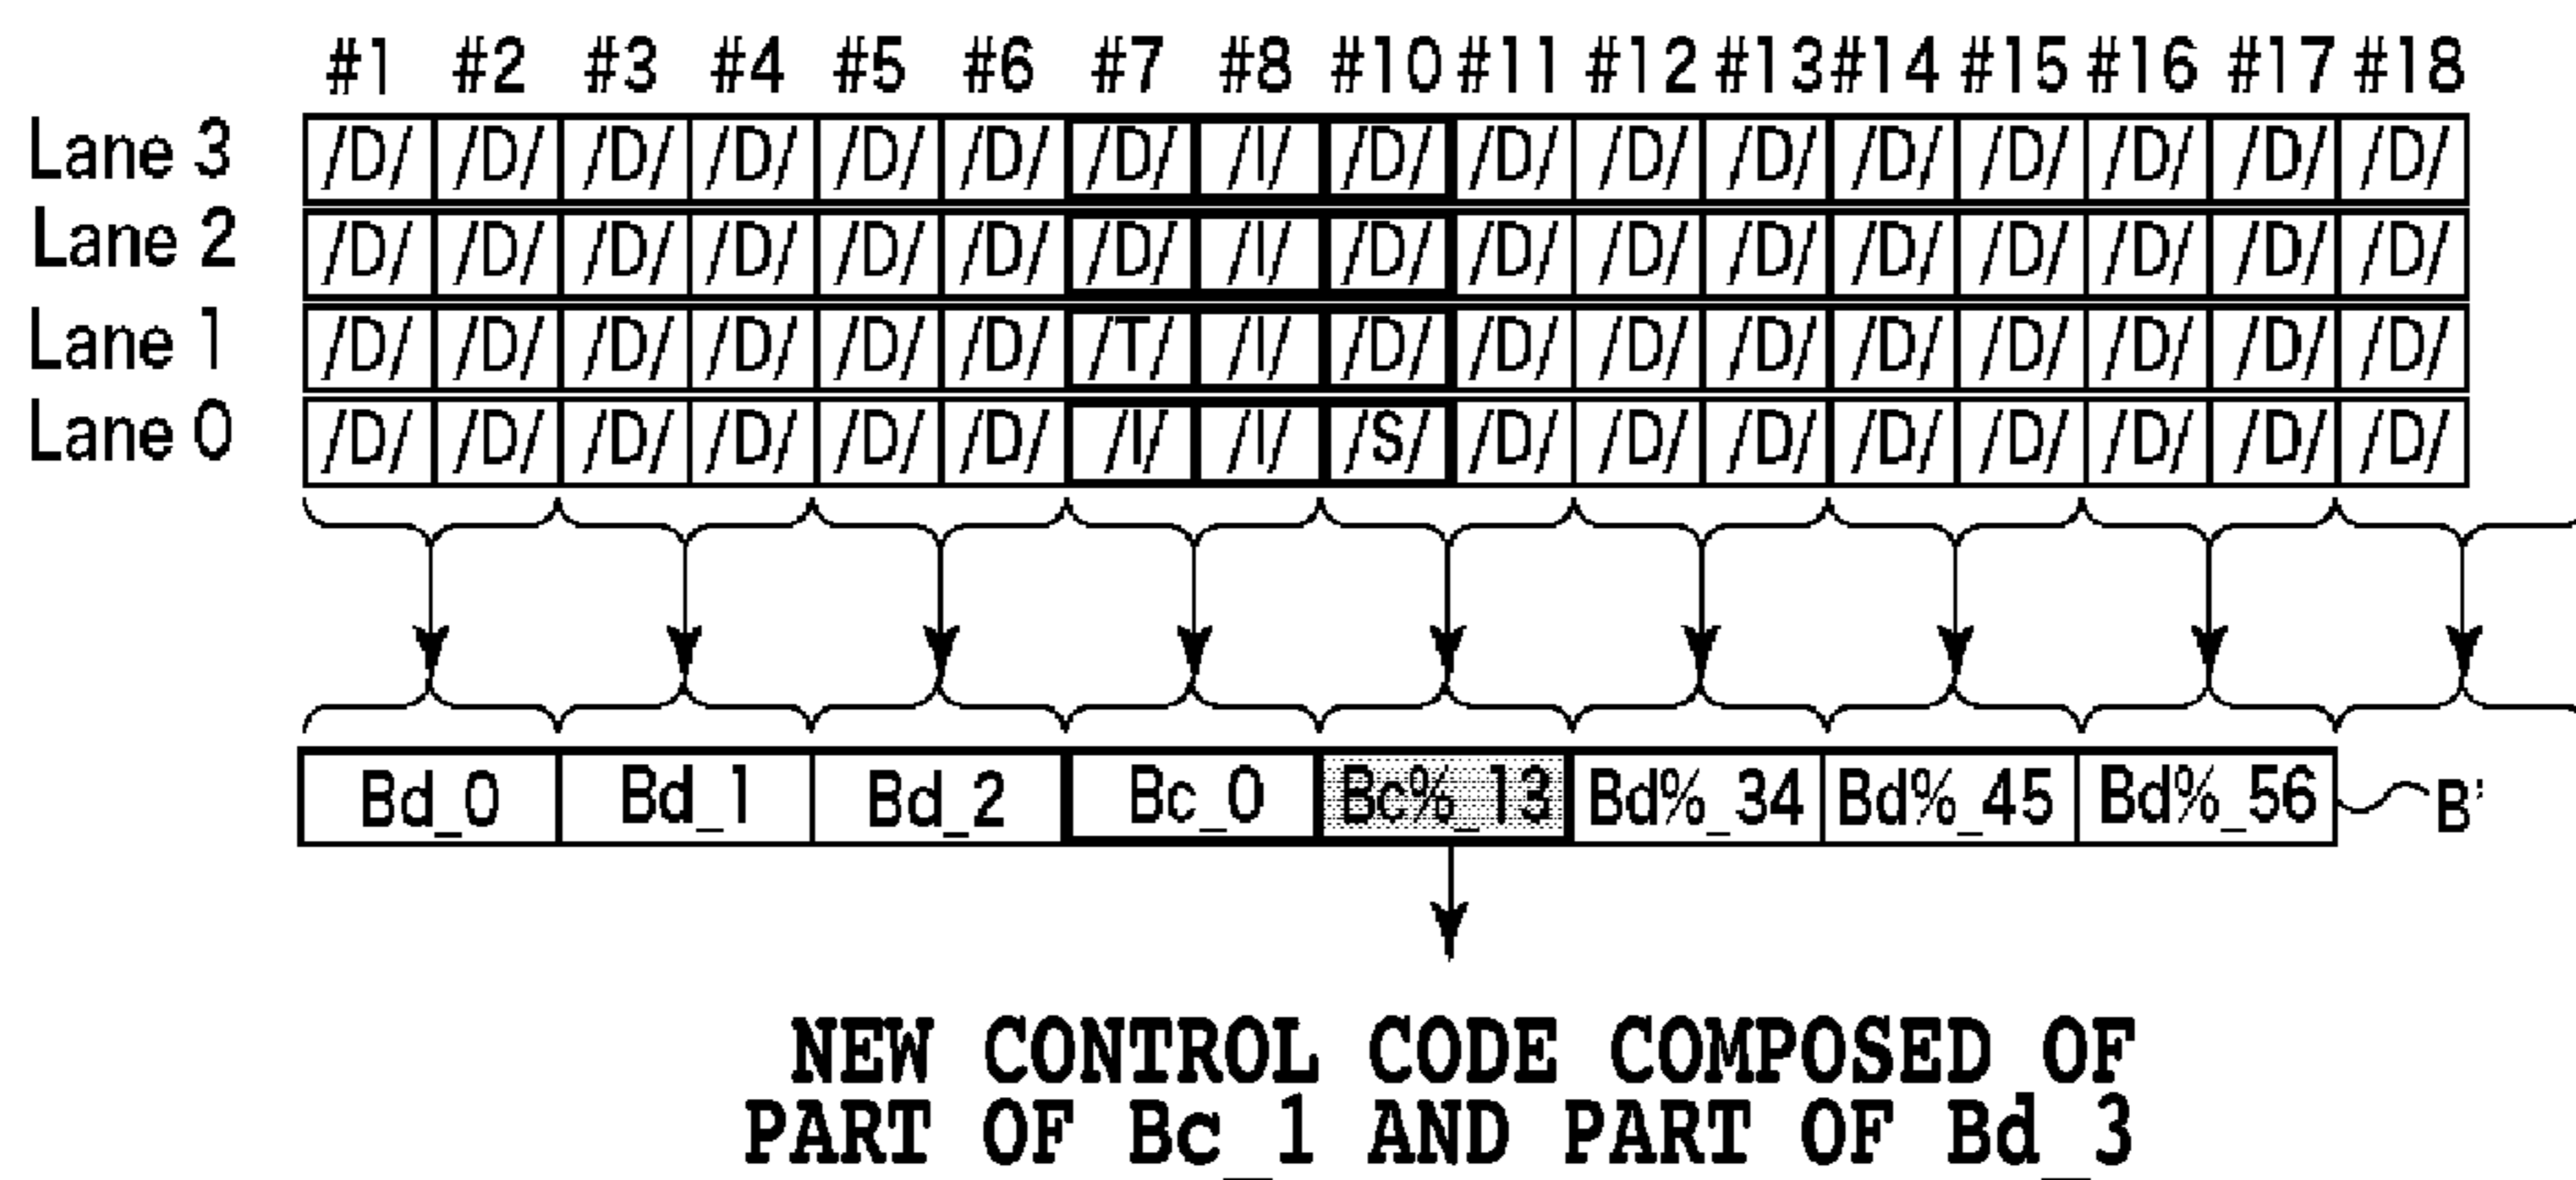 #1 #2 #3 #4 #5 #6 #7 #8 #10 #11 #12 #13 #14 #15 #16 #17 #18
Lane 3 /D/ /D/ /D/ /D/ /D/ /D/ /D/ /I/ /D/ /D/ /D/ /D/ /D/ /D/ /D/ /D/ /D/
Lane 2 /D/ /D/ /D/ /D/ /D/ /D/ /D/ /I/ /D/ /D/ /D/ /D/ /D/ /D/ /D/ /D/ /D/
Lane 1 /D/ /D/ /D/ /D/ /D/ /D/ /T/ /I/ /D/ /D/ /D/ /D/ /D/ /D/ /D/ /D/ /D/
Lane 0 /D/ /D/ /D/ /D/ /D/ /D/ /I/ /I/ /S/ /D/ /D/ /D/ /D/ /D/ /D/ /D/ /D/
Bd_0 Bd_1 Bd_2 Bc_0 Bc%_13 Bd%_34 Bd%_45 Bd%_56 B'
NEW CONTROL CODE COMPOSED OF
PART OF Bc_1 AND PART OF Bd_3